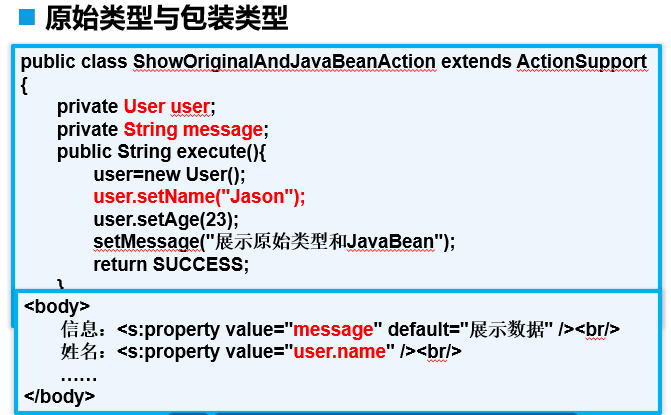 原始类型与包装类型
public class ShowOriginalAndJavaBeanAction extends ActionSupport
{
private User user;
private String message;
public String execute(){
user=new User();
user.setName("Jason");
user.setAge(23);
setMessage("展示原始类型和JavaBean");
return SUCCESS;
}
<body>
信息：<s:property value="message" default="展示数据" /><br/>
姓名：<s:property value="user.name" /><br/>
……
</body>